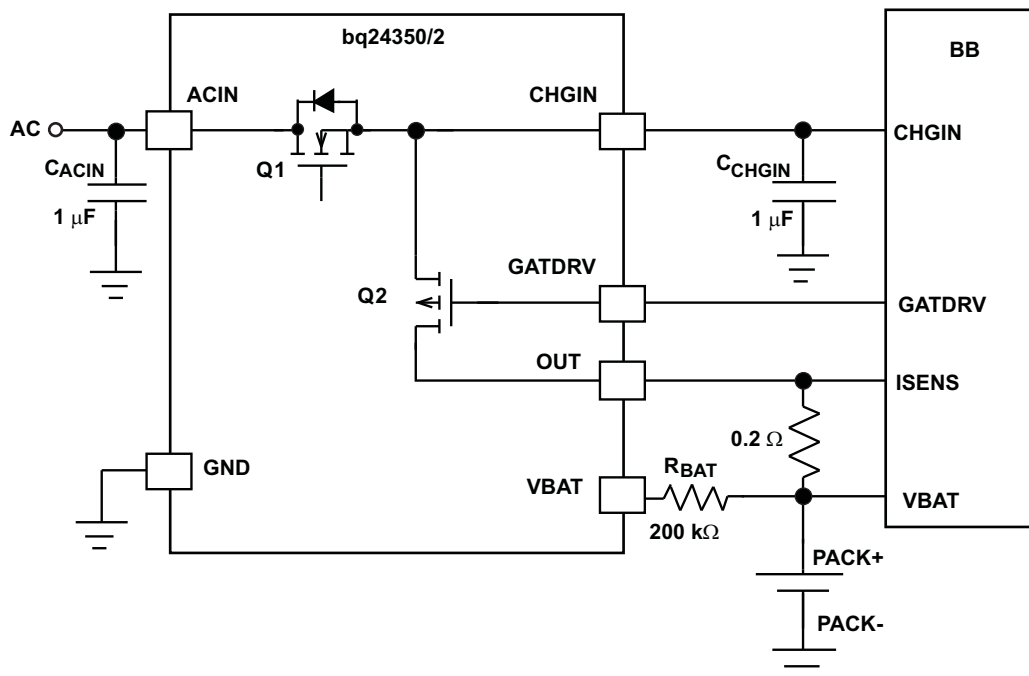 bq24350/2
BB
ACIN
CHGIN
AC
CHGIN
CACIN
Q1
CCHGIN
1 μF
1 μF
GATDRV
Q2
GATDRV
OUT
ISENS
0.2 Ω
GND
RBAT
VBAT
VBAT
200 kΩ
PACK+
PACK-